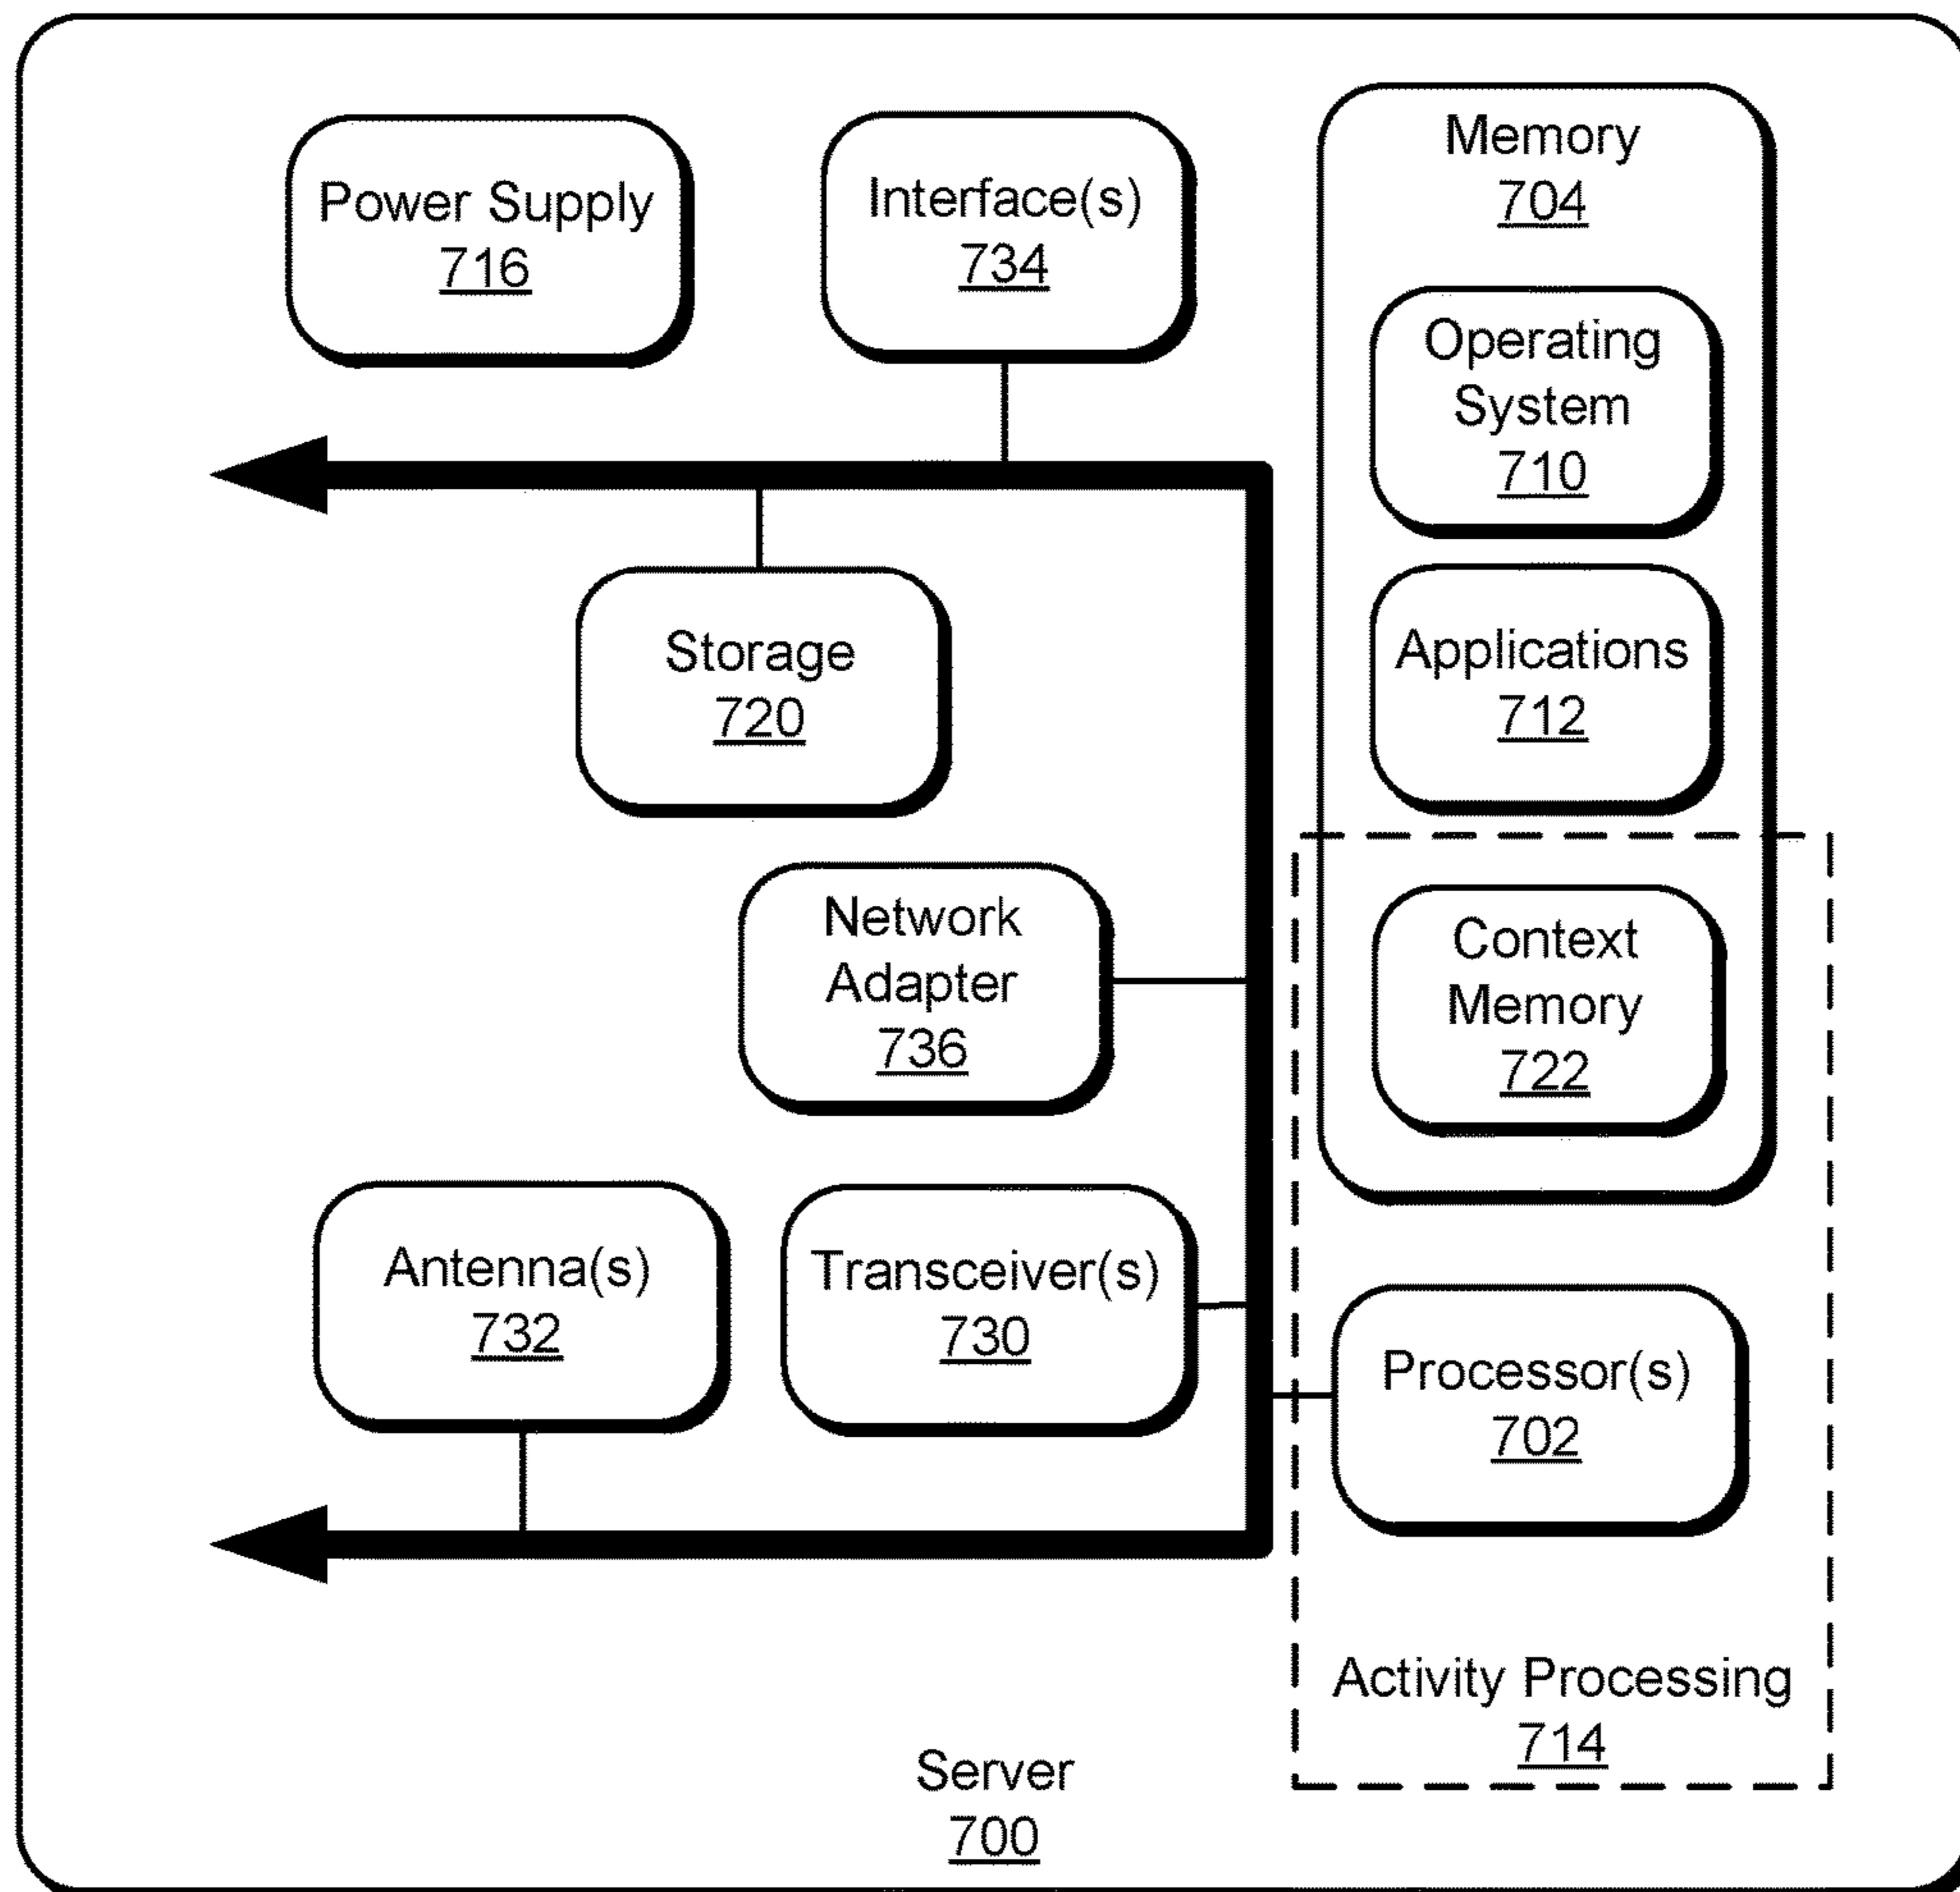 Power Supply
716
Interface(s)
734
Memory
704
Operating
System
710
Storage
720
Applications
712
Network
Adapter
736
Context
Memory
722
Antenna(s)
732
Transceiver(s)
730
Processor(s)
702
Activity Processing
714
Server
700